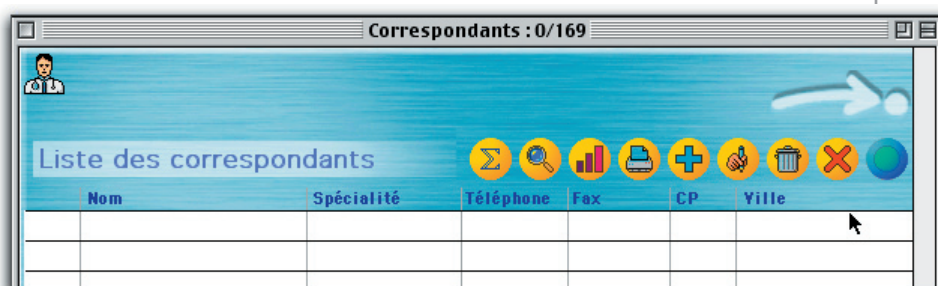 Correspondants : 0/169
Liste des correspondants
Nom Spécialité Téléphone Fax CP Ville